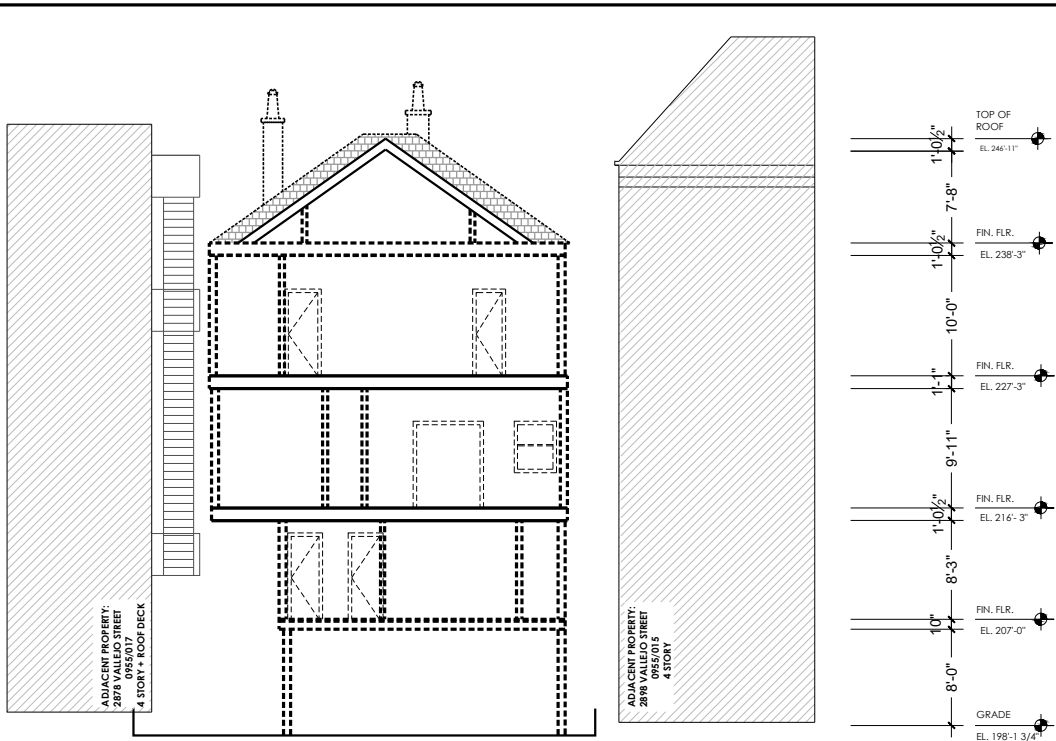 TOP OF
ROOF
EL. 246'-11"
1'-0½"
7'-8"
FIN. FLR.
EL. 238'-3"
1'-0½"
10'-0"
FIN. FLR.
EL. 227'-3"
1'-1"
9'-11"
FIN. FLR.
EL. 216'- 3"
1'-0½"
8'-3"
FIN. FLR.
EL. 207'-0"
10"
8'-0"
GRADE
EL. 198'-1 3/4"
ADJACENT PROPERTY:
2878 VALLEJO STREET
0955/017
4 STORY + ROOF DECK
ADJACENT PROPERTY:
2898 VALLEJO STREET
0955/015
4 STORY